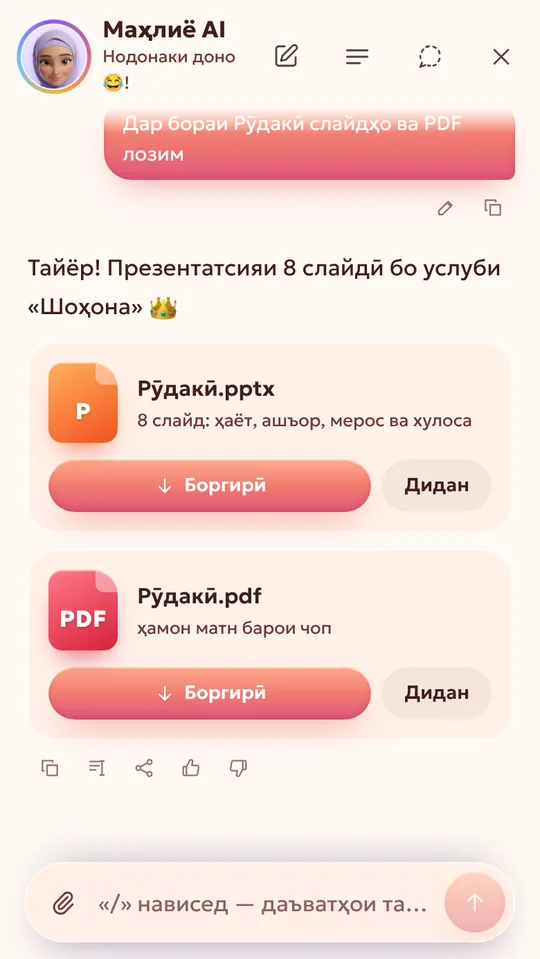 Маҳлиё AI
Нодонаки доно
😂!
Дар бораи Рӯдакӣ слайдҳо ва PDF
лозим
Тайёр! Презентатсияи 8 слайдӣ бо услуби
«Шоҳона» 👑
P
Рӯдакӣ.pptx
8 слайд: ҳаёт, ашъор, мерос ва хулоса
↓ Боргирӣ
Дидан
PDF
Рӯдакӣ.pdf
ҳамон матн барои чоп
↓ Боргирӣ
Дидан
«/» нависед — даъватҳои та...